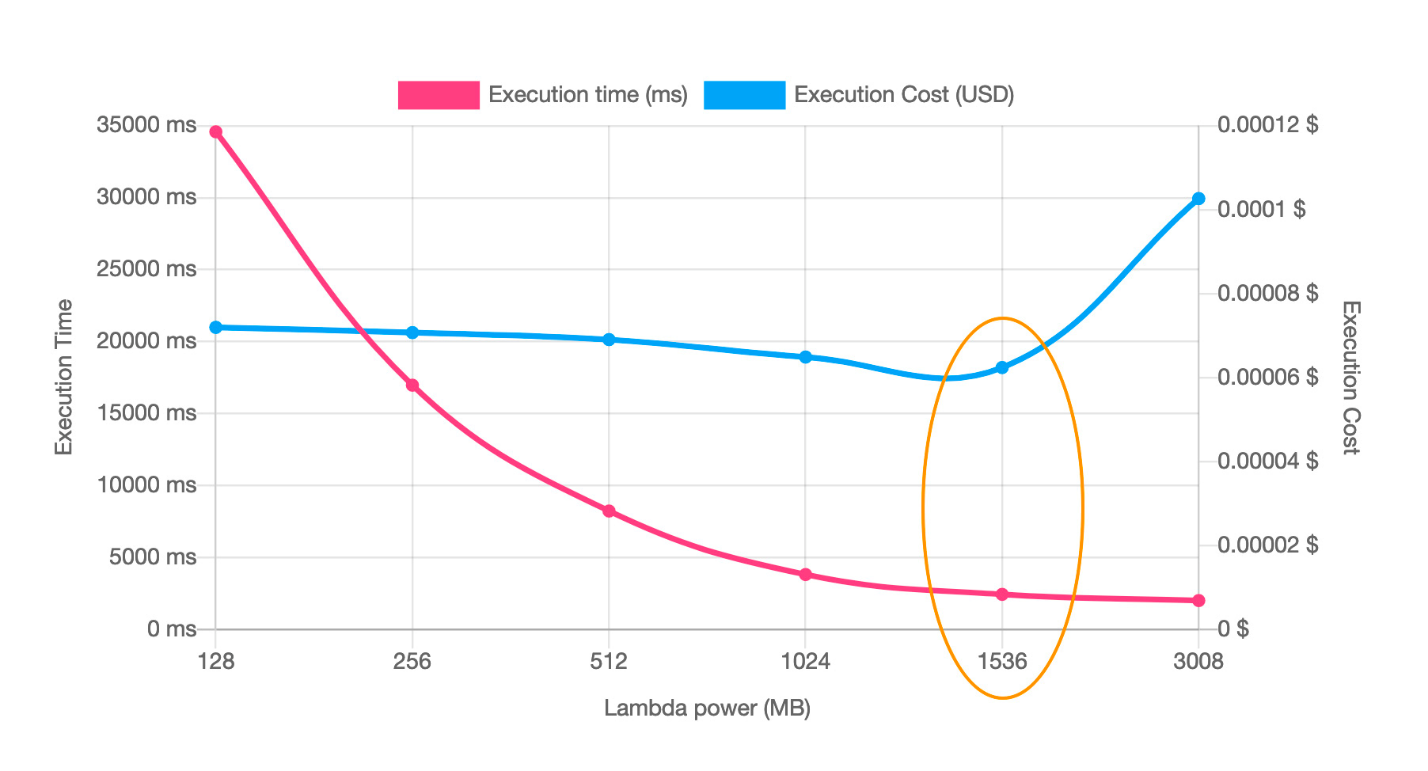 Execution time (ms) Execution Cost (USD)
35000 ms 0.00012 $
30000 ms 0.0001 $
25000 ms 0.00008 $
20000 ms
15000 ms 0.00006 $
10000 ms 0.00004 $
5000 ms 0.00002 $
0 ms 0 $
Execution Time
Execution Cost
128 256 512 1024 1536 3008
Lambda power (MB)